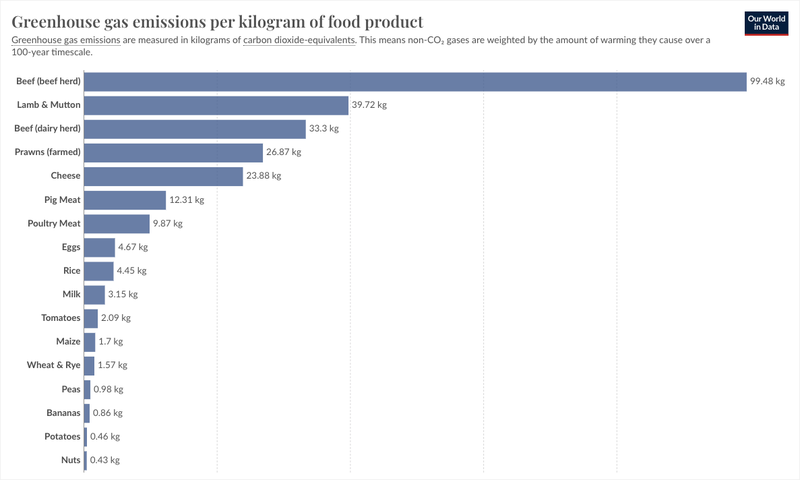 Greenhouse gas emissions per kilogram of food product
Our World
in Data
Greenhouse gas emissions are measured in kilograms of carbon dioxide-equivalents. This means non-CO₂ gases are weighted by the amount of warming they cause over a
100-year timescale.
Beef (beef herd) 99.48 kg
Lamb & Mutton 39.72 kg
Beef (dairy herd) 33.3 kg
Prawns (farmed) 26.87 kg
Cheese 23.88 kg
Pig Meat 12.31 kg
Poultry Meat 9.87 kg
Eggs 4.67 kg
Rice 4.45 kg
Milk 3.15 kg
Tomatoes 2.09 kg
Maize 1.7 kg
Wheat & Rye 1.57 kg
Peas 0.98 kg
Bananas 0.86 kg
Potatoes 0.46 kg
Nuts 0.43 kg